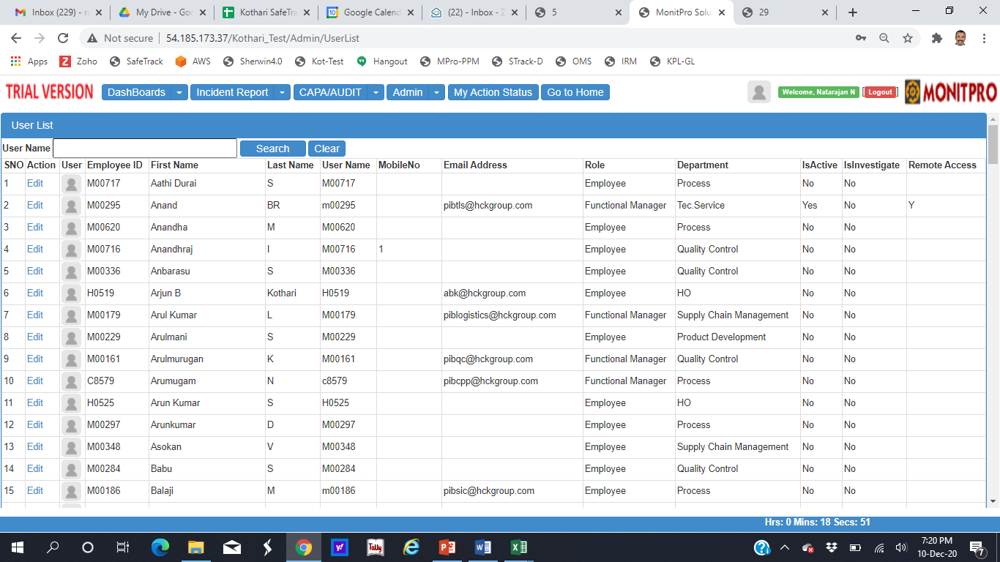 Inbox (229) - r
My Drive - Goo
Kothari SafeTra
Google Calend
(22) - Inbox - Z
5
MonitPro Solu
29
Not secure 54.185.173.37/Kothari_Test/Admin/UserList
Apps Zoho SafeTrack AWS Sherwin4.0 Kot-Test Hangout MPro-PPM STrack-D OMS IRM KPL-GL
TRIAL VERSION DashBoards Incident Report CAPA/AUDIT Admin My Action Status Go to Home Welcome, Natarajan N [Logout] MONITPRO
User List
User Name Search Clear
SNO Action User Employee ID First Name Last Name User Name MobileNo Email Address Role Department IsActive IsInvestigate Remote Access
1 Edit M00717 Aathi Durai S M00717 Employee Process No No
2 Edit M00295 Anand BR m00295 pibtls@hckgroup.com Functional Manager Tec.Service Yes No Y
3 Edit M00620 Anandha M M00620 Employee Process No No
4 Edit M00716 Anandhraj I M00716 1 Employee Quality Control No No
5 Edit M00336 Anbarasu S M00336 Employee Quality Control No No
6 Edit H0519 Arjun B Kothari H0519 abk@hckgroup.com Employee HO No No
7 Edit M00179 Arul Kumar L M00179 piblogistics@hckgroup.com Functional Manager Supply Chain Management No No
8 Edit M00229 Arulmani S M00229 Employee Product Development No No
9 Edit M00161 Arulmurugan K M00161 pibqc@hckgroup.com Functional Manager Quality Control No No
10 Edit C8579 Arumugam N c8579 pibcpp@hckgroup.com Functional Manager Process No No
11 Edit H0525 Arun Kumar S H0525 Employee HO No No
12 Edit M00297 Arunkumar D M00297 Employee Process No No
13 Edit M00348 Asokan V M00348 Employee Supply Chain Management No No
14 Edit M00284 Babu S M00284 Employee Quality Control No No
15 Edit M00186 Balaji M m00186 pibsic@hckgroup.com Employee Process No No
Hrs: 0 Mins: 18 Secs: 51
Tally
7:20 PM
10-Dec-20
7